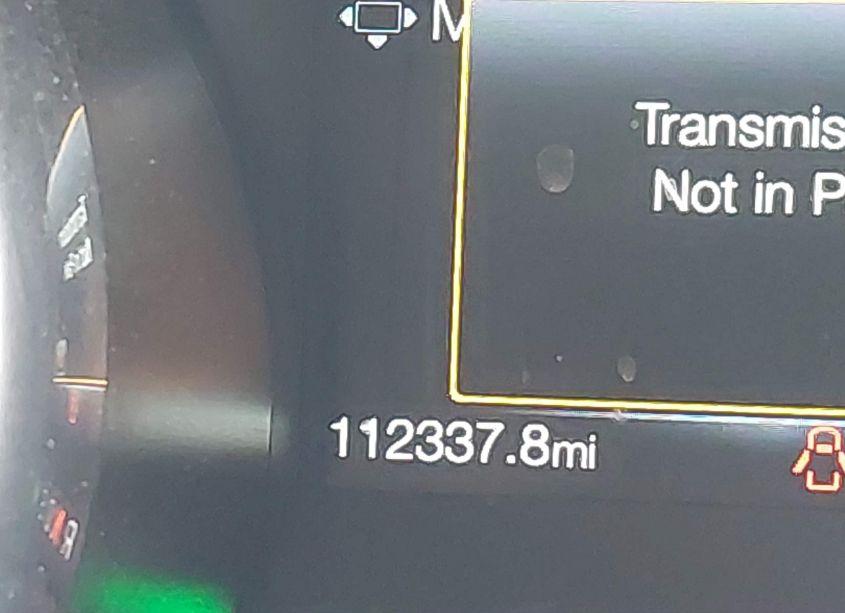 M
Transmis
Not in P
112337.8mi